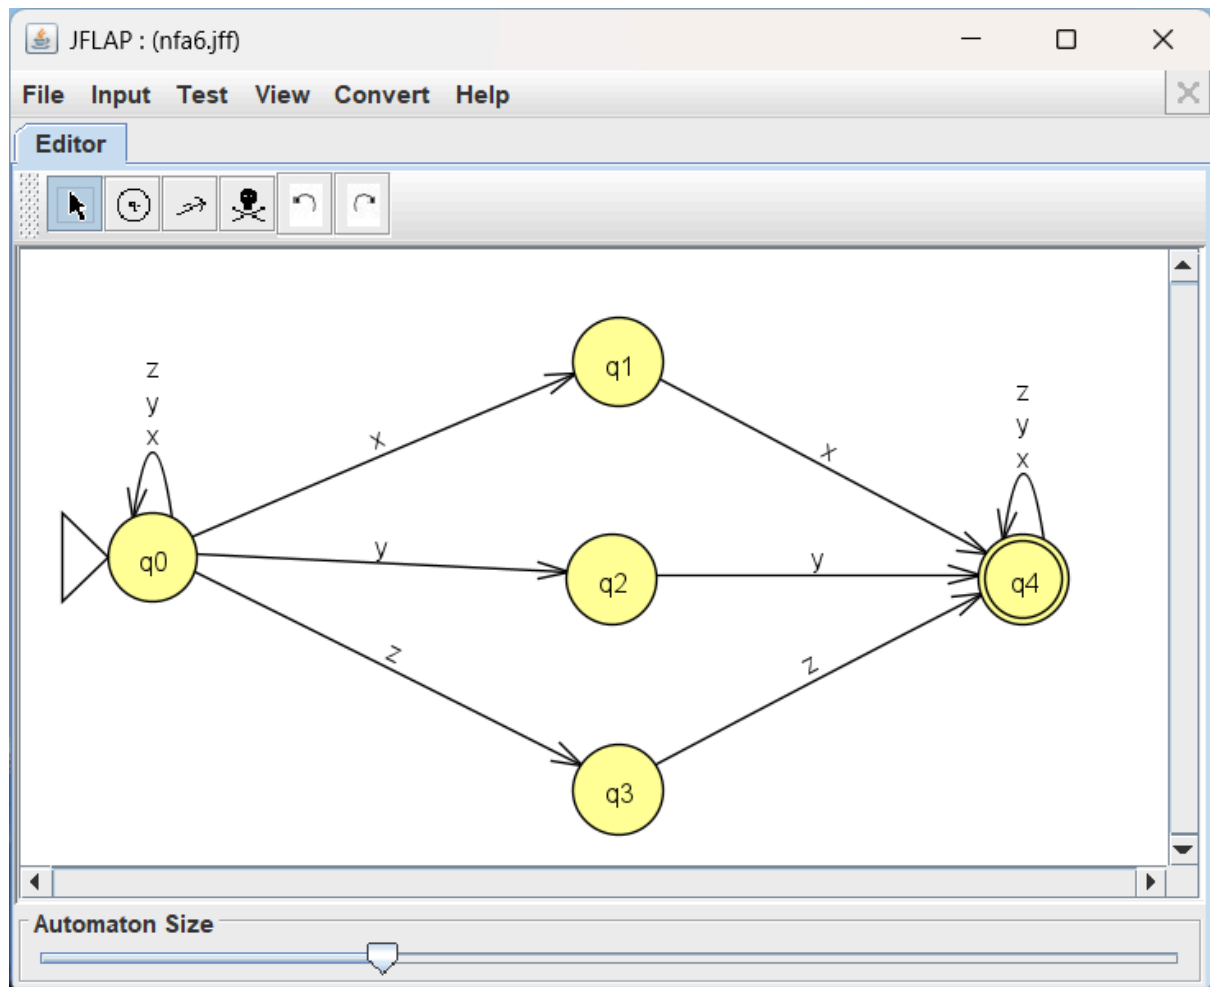 JFLAP : (nfa6.jff)
File Input Test View Convert Help
Editor
z
y
x
q0
x
y
z
q1
q2
q3
x
y
z
z
y
x
q4
Automaton Size